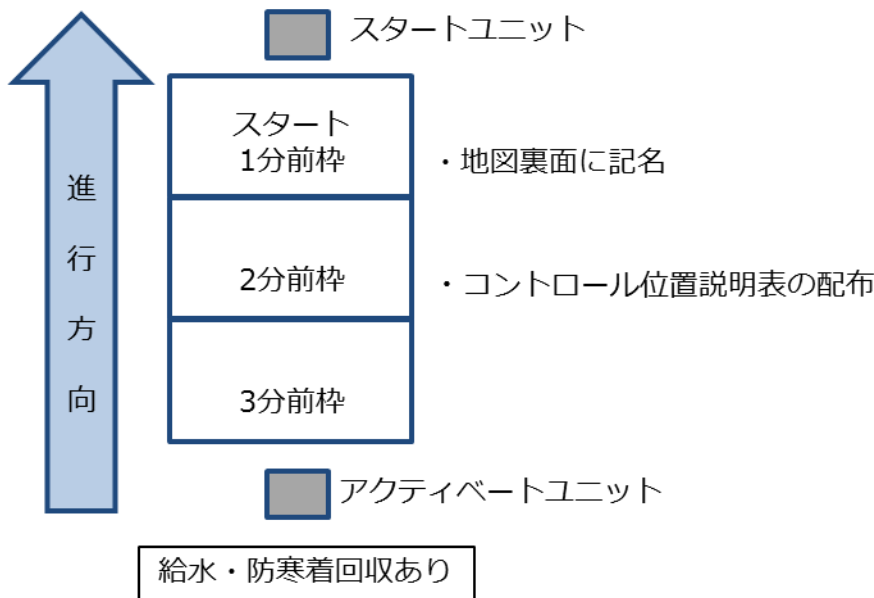 スタートユニット
スタート
1分前枠
・地図裏面に記名
進行方向
2分前枠
・コントロール位置説明表の配布
3分前枠
アクティベートユニット
給水・防寒着回収あり